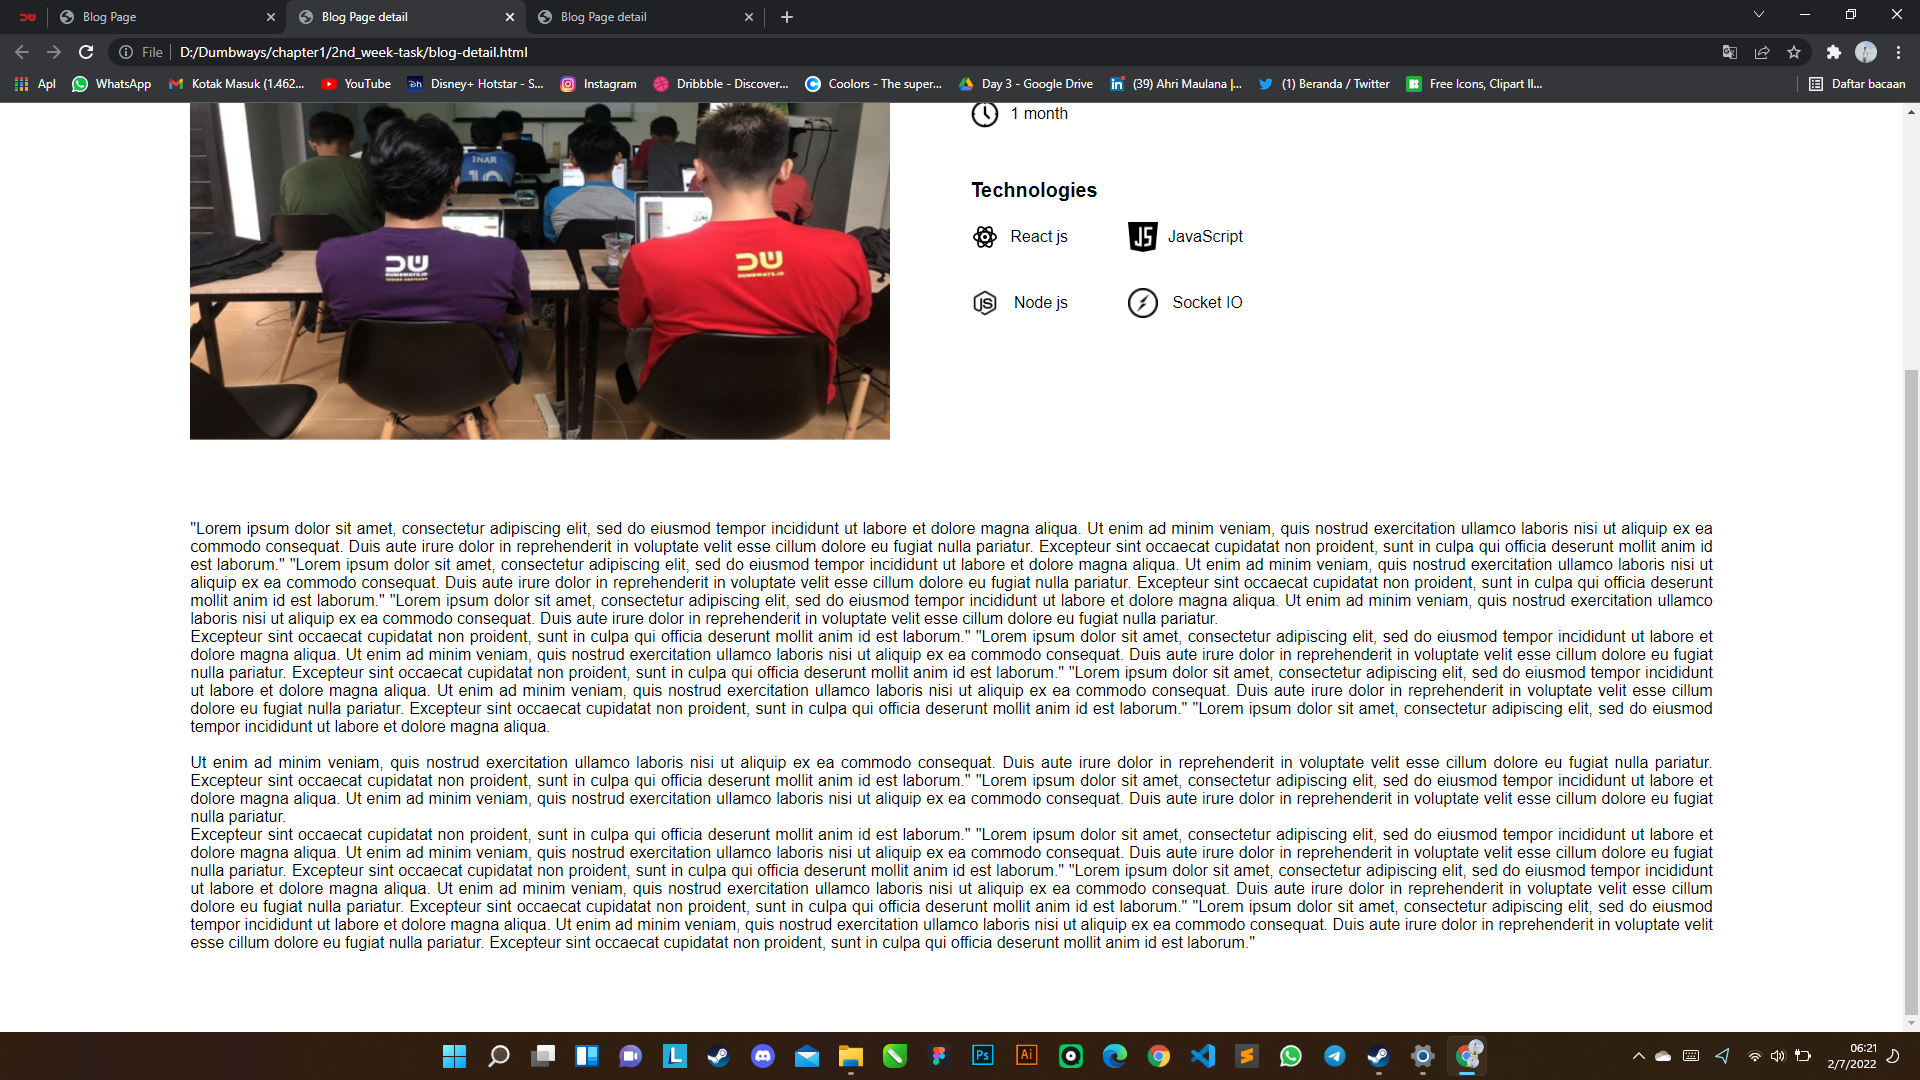 Blog Page
Blog Page detail
Blog Page detail
File
D:/Dumbways/chapter1/2nd_week-task/blog-detail.html
Apl
WhatsApp
Kotak Masuk (1.462...
YouTube
Disney+ Hotstar - S...
Instagram
Dribbble - Discover...
Coolors - The super...
Day 3 - Google Drive
(39) Ahri Maulana |...
(1) Beranda / Twitter
Free Icons, Clipart Il...
Daftar bacaan
INAR
10
DUMBWAYS.ID
DUMBWAYS.ID
1 month
Technologies
React js
JS JavaScript
JS Node js
Socket IO
"Lorem ipsum dolor sit amet, consectetur adipiscing elit, sed do eiusmod tempor incididunt ut labore et dolore magna aliqua. Ut enim ad minim veniam, quis nostrud exercitation ullamco laboris nisi ut aliquip ex ea
commodo consequat. Duis aute irure dolor in reprehenderit in voluptate velit esse cillum dolore eu fugiat nulla pariatur. Excepteur sint occaecat cupidatat non proident, sunt in culpa qui officia deserunt mollit anim id
est laborum." "Lorem ipsum dolor sit amet, consectetur adipiscing elit, sed do eiusmod tempor incididunt ut labore et dolore magna aliqua. Ut enim ad minim veniam, quis nostrud exercitation ullamco laboris nisi ut
aliquip ex ea commodo consequat. Duis aute irure dolor in reprehenderit in voluptate velit esse cillum dolore eu fugiat nulla pariatur. Excepteur sint occaecat cupidatat non proident, sunt in culpa qui officia deserunt
mollit anim id est laborum." "Lorem ipsum dolor sit amet, consectetur adipiscing elit, sed do eiusmod tempor incididunt ut labore et dolore magna aliqua. Ut enim ad minim veniam, quis nostrud exercitation ullamco
laboris nisi ut aliquip ex ea commodo consequat. Duis aute irure dolor in reprehenderit in voluptate velit esse cillum dolore eu fugiat nulla pariatur.
Excepteur sint occaecat cupidatat non proident, sunt in culpa qui officia deserunt mollit anim id est laborum." "Lorem ipsum dolor sit amet, consectetur adipiscing elit, sed do eiusmod tempor incididunt ut labore et
dolore magna aliqua. Ut enim ad minim veniam, quis nostrud exercitation ullamco laboris nisi ut aliquip ex ea commodo consequat. Duis aute irure dolor in reprehenderit in voluptate velit esse cillum dolore eu fugiat
nulla pariatur. Excepteur sint occaecat cupidatat non proident, sunt in culpa qui officia deserunt mollit anim id est laborum." "Lorem ipsum dolor sit amet, consectetur adipiscing elit, sed do eiusmod tempor incididunt
ut labore et dolore magna aliqua. Ut enim ad minim veniam, quis nostrud exercitation ullamco laboris nisi ut aliquip ex ea commodo consequat. Duis aute irure dolor in reprehenderit in voluptate velit esse cillum
dolore eu fugiat nulla pariatur. Excepteur sint occaecat cupidatat non proident, sunt in culpa qui officia deserunt mollit anim id est laborum." "Lorem ipsum dolor sit amet, consectetur adipiscing elit, sed do eiusmod
tempor incididunt ut labore et dolore magna aliqua.
Ut enim ad minim veniam, quis nostrud exercitation ullamco laboris nisi ut aliquip ex ea commodo consequat. Duis aute irure dolor in reprehenderit in voluptate velit esse cillum dolore eu fugiat nulla pariatur.
Excepteur sint occaecat cupidatat non proident, sunt in culpa qui officia deserunt mollit anim id est laborum." "Lorem ipsum dolor sit amet, consectetur adipiscing elit, sed do eiusmod tempor incididunt ut labore et
dolore magna aliqua. Ut enim ad minim veniam, quis nostrud exercitation ullamco laboris nisi ut aliquip ex ea commodo consequat. Duis aute irure dolor in reprehenderit in voluptate velit esse cillum dolore eu fugiat
nulla pariatur.
Excepteur sint occaecat cupidatat non proident, sunt in culpa qui officia deserunt mollit anim id est laborum." "Lorem ipsum dolor sit amet, consectetur adipiscing elit, sed do eiusmod tempor incididunt ut labore et
dolore magna aliqua. Ut enim ad minim veniam, quis nostrud exercitation ullamco laboris nisi ut aliquip ex ea commodo consequat. Duis aute irure dolor in reprehenderit in voluptate velit esse cillum dolore eu fugiat
nulla pariatur. Excepteur sint occaecat cupidatat non proident, sunt in culpa qui officia deserunt mollit anim id est laborum." "Lorem ipsum dolor sit amet, consectetur adipiscing elit, sed do eiusmod tempor incididunt
ut labore et dolore magna aliqua. Ut enim ad minim veniam, quis nostrud exercitation ullamco laboris nisi ut aliquip ex ea commodo consequat. Duis aute irure dolor in reprehenderit in voluptate velit esse cillum
dolore eu fugiat nulla pariatur. Excepteur sint occaecat cupidatat non proident, sunt in culpa qui officia deserunt mollit anim id est laborum." "Lorem ipsum dolor sit amet, consectetur adipiscing elit, sed do eiusmod
tempor incididunt ut labore et dolore magna aliqua. Ut enim ad minim veniam, quis nostrud exercitation ullamco laboris nisi ut aliquip ex ea commodo consequat. Duis aute irure dolor in reprehenderit in voluptate velit
esse cillum dolore eu fugiat nulla pariatur. Excepteur sint occaecat cupidatat non proident, sunt in culpa qui officia deserunt mollit anim id est laborum."
L
Ps
Ai
06:21
2/7/2022